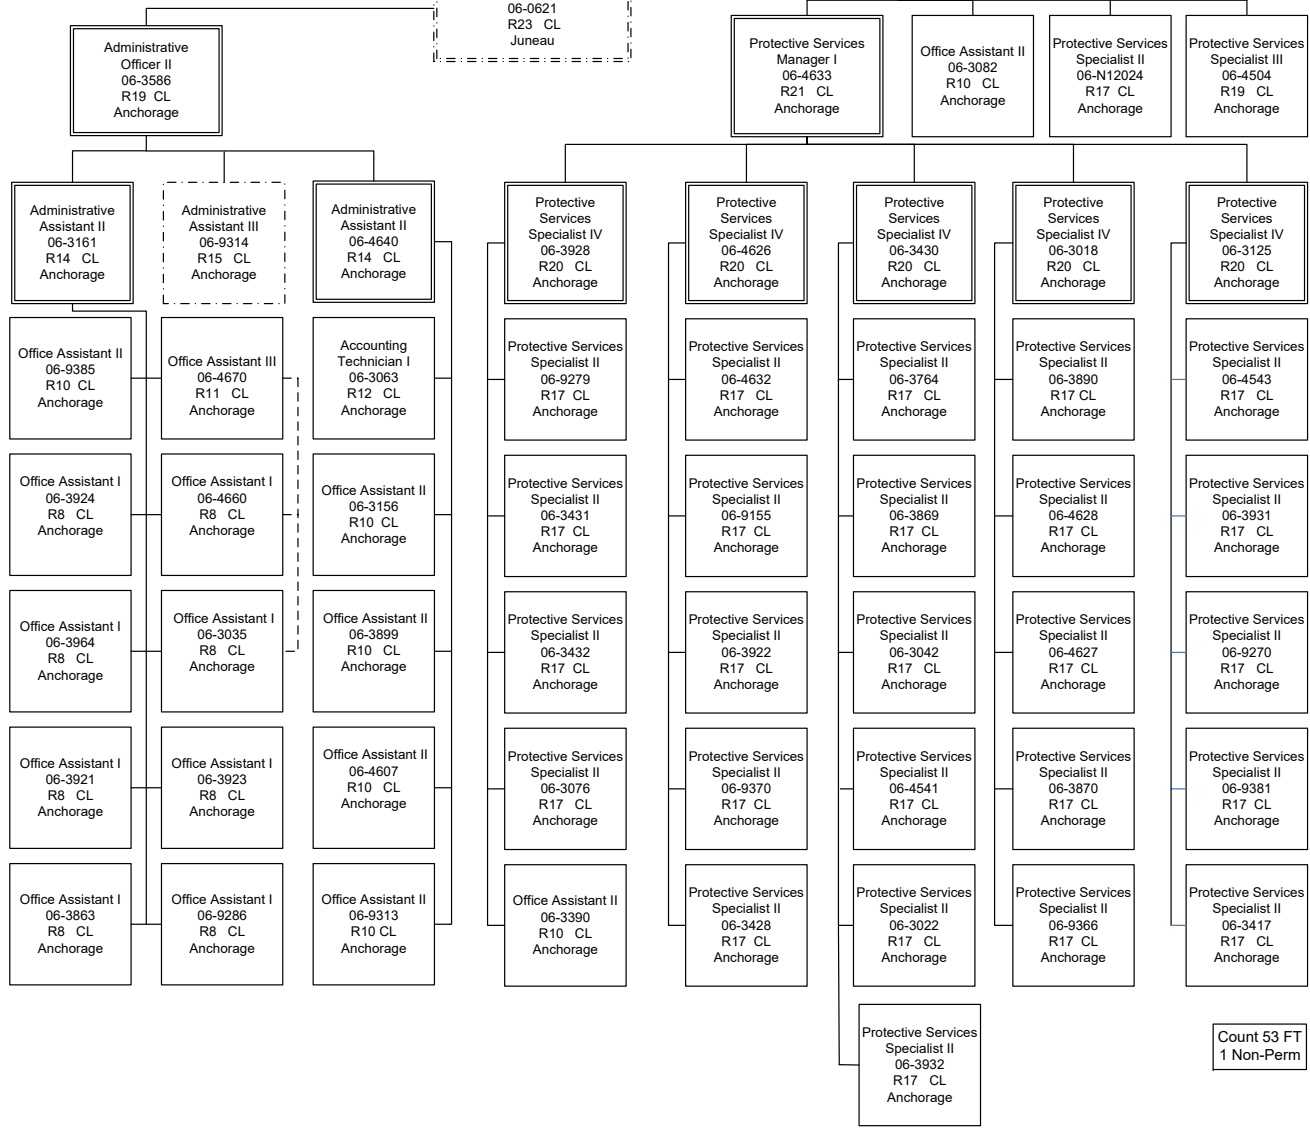 06-0621
R23 CL
Juneau
Administrative
Officer II
06-3586
R19 CL
Anchorage
Protective Services
Manager I
06-4633
R21 CL
Anchorage
Office Assistant II
06-3082
R10 CL
Anchorage
Protective Services
Specialist II
06-N12024
R17 CL
Anchorage
Protective Services
Specialist III
06-4504
R19 CL
Anchorage
Administrative
Assistant II
06-3161
R14 CL
Anchorage
Administrative
Assistant III
06-9314
R15 CL
Anchorage
Administrative
Assistant II
06-4640
R14 CL
Anchorage
Protective
Services
Specialist IV
06-3928
R20 CL
Anchorage
Protective
Services
Specialist IV
06-4626
R20 CL
Anchorage
Protective
Services
Specialist IV
06-3430
R20 CL
Anchorage
Protective
Services
Specialist IV
06-3018
R20 CL
Anchorage
Protective
Services
Specialist IV
06-3125
R20 CL
Anchorage
Office Assistant II
06-9385
R10 CL
Anchorage
Office Assistant III
06-4670
R11 CL
Anchorage
Accounting
Technician I
06-3063
R12 CL
Anchorage
Protective Services
Specialist II
06-9279
R17 CL
Anchorage
Protective Services
Specialist II
06-4632
R17 CL
Anchorage
Protective Services
Specialist II
06-3764
R17 CL
Anchorage
Protective Services
Specialist II
06-3890
R17 CL
Anchorage
Protective Services
Specialist II
06-4543
R17 CL
Anchorage
Office Assistant I
06-3924
R8 CL
Anchorage
Office Assistant I
06-4660
R8 CL
Anchorage
Office Assistant II
06-3156
R10 CL
Anchorage
Protective Services
Specialist II
06-3431
R17 CL
Anchorage
Protective Services
Specialist II
06-9155
R17 CL
Anchorage
Protective Services
Specialist II
06-3869
R17 CL
Anchorage
Protective Services
Specialist II
06-4628
R17 CL
Anchorage
Protective Services
Specialist II
06-3931
R17 CL
Anchorage
Office Assistant I
06-3964
R8 CL
Anchorage
Office Assistant I
06-3035
R8 CL
Anchorage
Office Assistant II
06-3899
R10 CL
Anchorage
Protective Services
Specialist II
06-3432
R17 CL
Anchorage
Protective Services
Specialist II
06-3922
R17 CL
Anchorage
Protective Services
Specialist II
06-3042
R17 CL
Anchorage
Protective Services
Specialist II
06-4627
R17 CL
Anchorage
Protective Services
Specialist II
06-9270
R17 CL
Anchorage
Office Assistant I
06-3921
R8 CL
Anchorage
Office Assistant I
06-3923
R8 CL
Anchorage
Office Assistant II
06-4607
R10 CL
Anchorage
Protective Services
Specialist II
06-3076
R17 CL
Anchorage
Protective Services
Specialist II
06-9370
R17 CL
Anchorage
Protective Services
Specialist II
06-4541
R17 CL
Anchorage
Protective Services
Specialist II
06-3870
R17 CL
Anchorage
Protective Services
Specialist II
06-9381
R17 CL
Anchorage
Office Assistant I
06-3863
R8 CL
Anchorage
Office Assistant I
06-9286
R8 CL
Anchorage
Office Assistant II
06-9313
R10 CL
Anchorage
Office Assistant II
06-3390
R10 CL
Anchorage
Protective Services
Specialist II
06-3428
R17 CL
Anchorage
Protective Services
Specialist II
06-3022
R17 CL
Anchorage
Protective Services
Specialist II
06-9366
R17 CL
Anchorage
Protective Services
Specialist II
06-3417
R17 CL
Anchorage
Protective Services
Specialist II
06-3932
R17 CL
Anchorage
Count 53 FT
1 Non-Perm